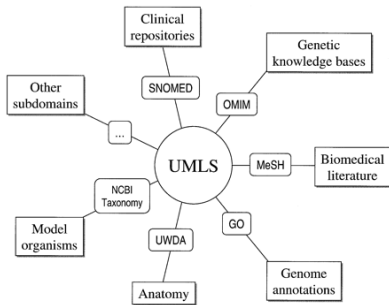 Clinical
repositories
SNOMED
Genetic
knowledge bases
OMIM
Other
subdomains
...
UMLS
MeSH
Biomedical
literature
NCBI
Taxonomy
Model
organisms
UWDA
Anatomy
GO
Genome
annotations